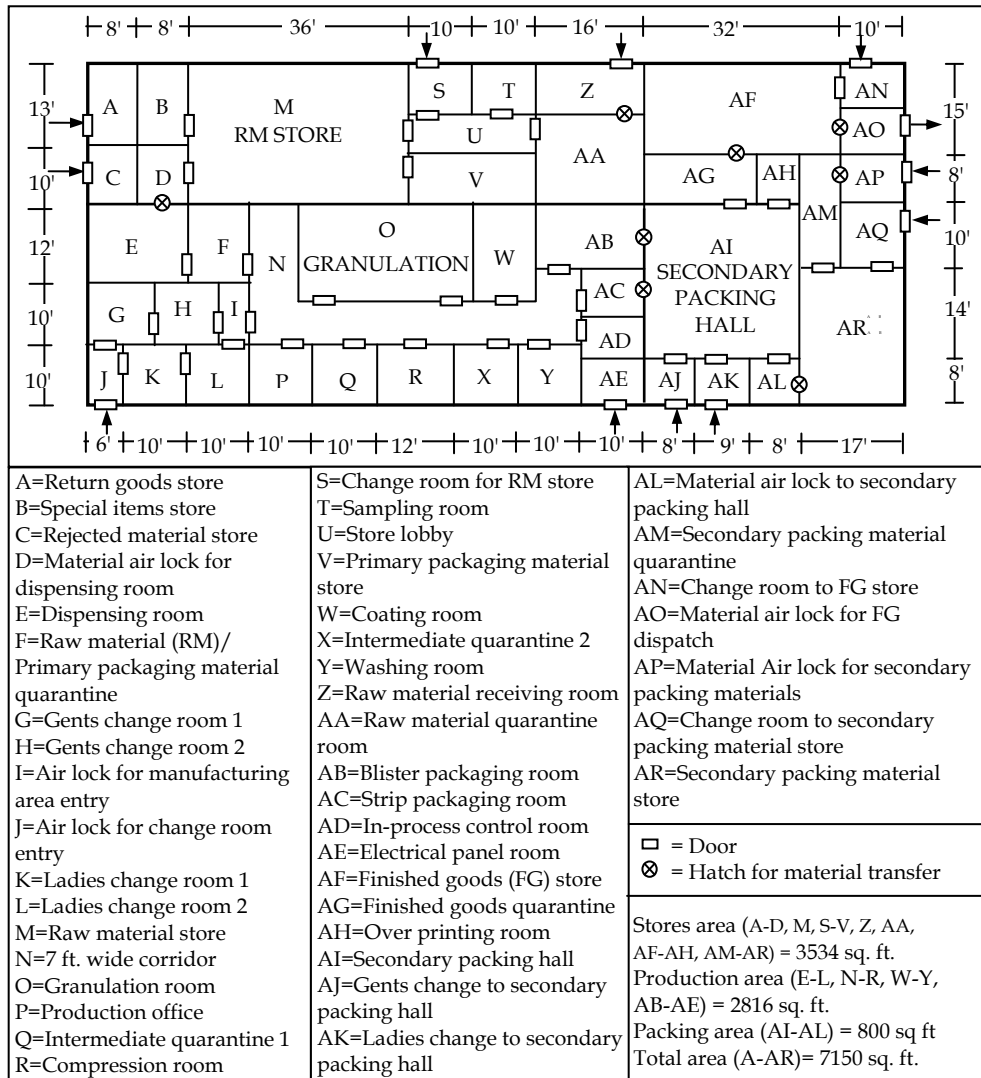 8' 8' 36' 10 10' 16' 32' 10'
13'
10'
12'
10'
10'
A B M S T Z AF AN
RM STORE U AA AO
C D V AG AH AP
AM
E F N O W AB AI AQ
GRANULATION SECONDARY
PACKING
HALL
G H I AC AD AR
J K L P Q R X Y AE AJ AK AL
15'
8'
10'
14'
8'
6' 10' 10' 10' 10' 12' 10' 10' 10' 8' 9' 8' 17'
A=Return goods store
B=Special items store
C=Rejected material store
D=Material air lock for
dispensing room
E=Dispensing room
F=Raw material (RM)/
Primary packaging material
quarantine
G=Gents change room 1
H=Gents change room 2
I=Air lock for manufacturing
area entry
J=Air lock for change room
entry
K=Ladies change room 1
L=Ladies change room 2
M=Raw material store
N=7 ft. wide corridor
O=Granulation room
P=Production office
Q=Intermediate quarantine 1
R=Compression room
S=Change room for RM store
T=Sampling room
U=Store lobby
V=Primary packaging material
store
W=Coating room
X=Intermediate quarantine 2
Y=Washing room
Z=Raw material receiving room
AA=Raw material quarantine
room
AB=Blister packaging room
AC=Strip packaging room
AD=In-process control room
AE=Electrical panel room
AF=Finished goods (FG) store
AG=Finished goods quarantine
AH=Over printing room
AI=Secondary packing hall
AJ=Gents change to secondary
packing hall
AK=Ladies change to secondary
packing hall
AL=Material air lock to secondary
packing hall
AM=Secondary packing material
quarantine
AN=Change room to FG store
AO=Material air lock for FG
dispatch
AP=Material Air lock for secondary
packing materials
AQ=Change room to secondary
packing material store
AR=Secondary packing material
store
= Door
= Hatch for material transfer
Stores area (A-D, M, S-V, Z, AA,
AF-AH, AM-AR) = 3534 sq. ft.
Production area (E-L, N-R, W-Y,
AB-AE) = 2816 sq. ft.
Packing area (AI-AL) = 800 sq ft
Total area (A-AR)= 7150 sq. ft.